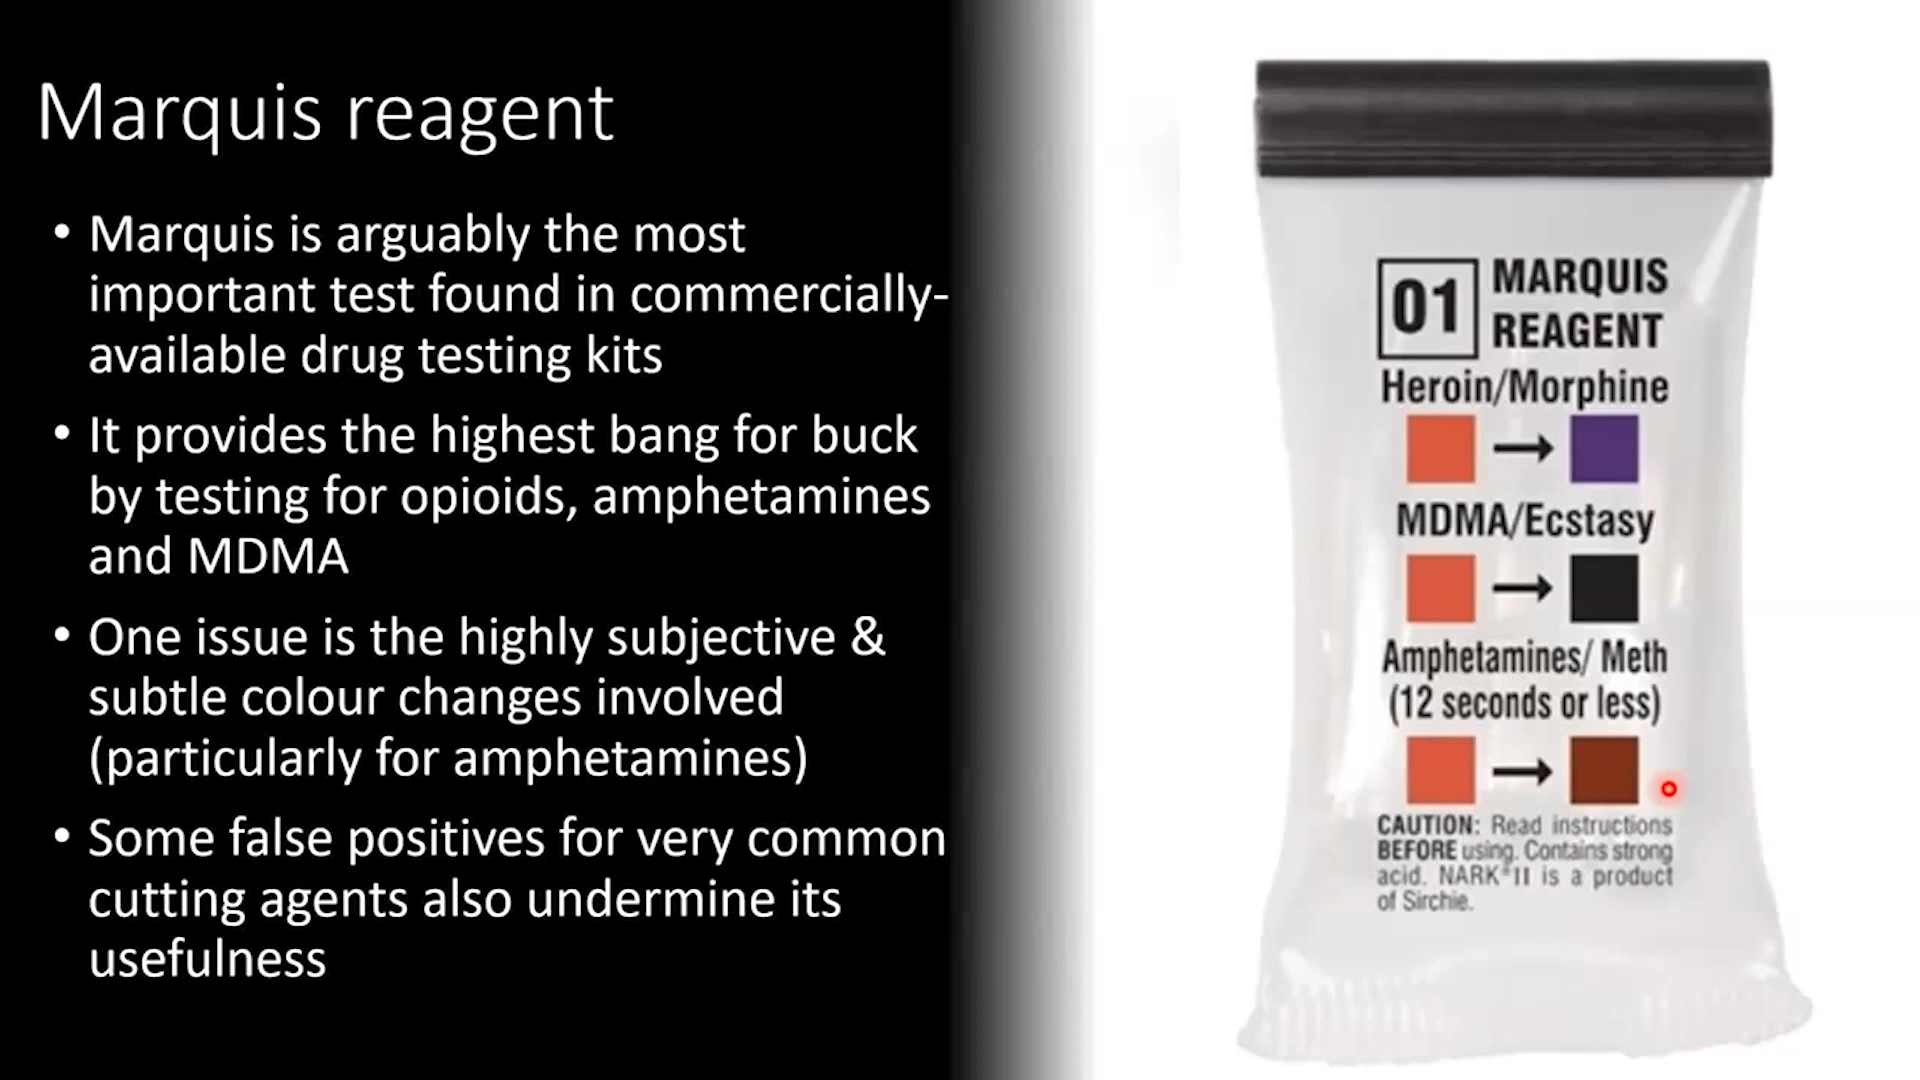 Marquis reagent
• Marquis is arguably the most
important test found in commercially-
available drug testing kits
• It provides the highest bang for buck
by testing for opioids, amphetamines
and MDMA
• One issue is the highly subjective &
subtle colour changes involved
(particularly for amphetamines)
• Some false positives for very common
cutting agents also undermine its
usefulness
01 MARQUIS
REAGENT
Heroin/Morphine
MDMA/Ecstasy
Amphetamines/ Meth
(12 seconds or less)
CAUTION: Read instructions
BEFORE using. Contains strong
acid. NARK®II is a product
of Sirchie.